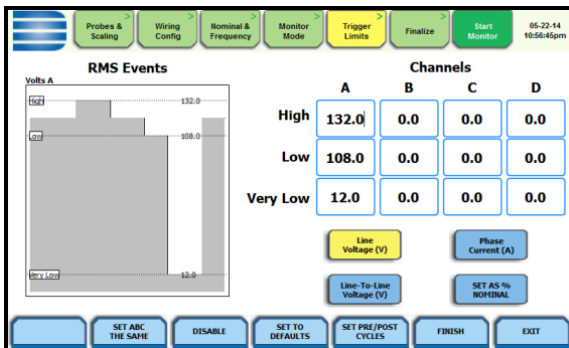 Probes & Scaling
Wiring Config
Nominal & Frequency
Monitor Mode
Trigger Limits
Finalize
Start Monitor
05-22-14
10:56:45pm
RMS Events
Channels
Volts A
A B C D
High 132.0
Low 108.0
Very Low 12.0
High 132.0 0.0 0.0 0.0
Low 108.0 0.0 0.0 0.0
Very Low 12.0 0.0 0.0 0.0
Line Voltage (V)
Phase Current (A)
Line-To-Line Voltage (V)
SET AS % NOMINAL
SET ABC THE SAME
DISABLE
SET TO DEFAULTS
SET PRE/POST CYCLES
FINISH
EXIT